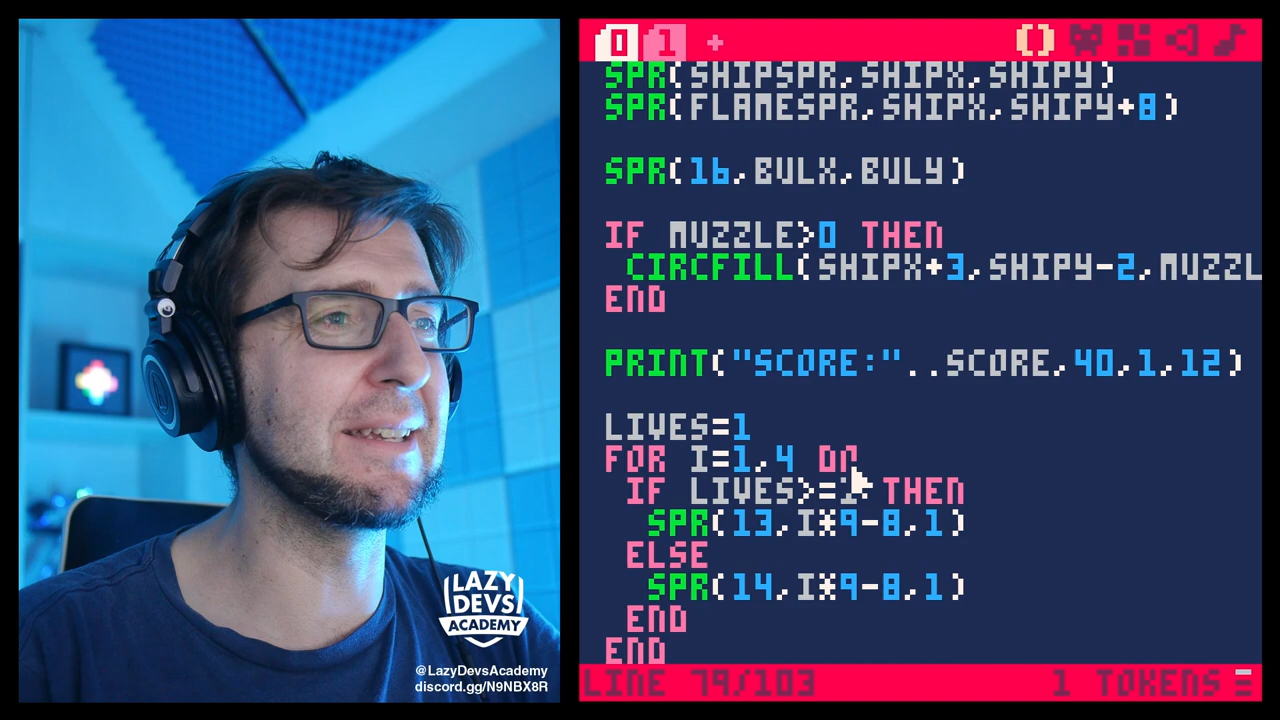 0 1 +
SPR(SHIPSPR,SHIPX,SHIPY)
SPR(FLAMESPR,SHIPX,SHIPY+8)
SPR(16,BULX,BULY)
IF MUZZLE>0 THEN
CIRCFILL(SHIPX+3,SHIPY-2,MUZZL
END
PRINT("SCORE:"..SCORE,40,1,12)
LIVES=1
FOR I=1,4 DO
IF LIVES>=I THEN
SPR(13,I*9-8,1)
ELSE
SPR(14,I*9-8,1)
END
END
LINE 79/103
1 TOKENS
LAZY
DEVS
ACADEMY
@LazyDevsAcademy
discord.gg/N9NBX8R